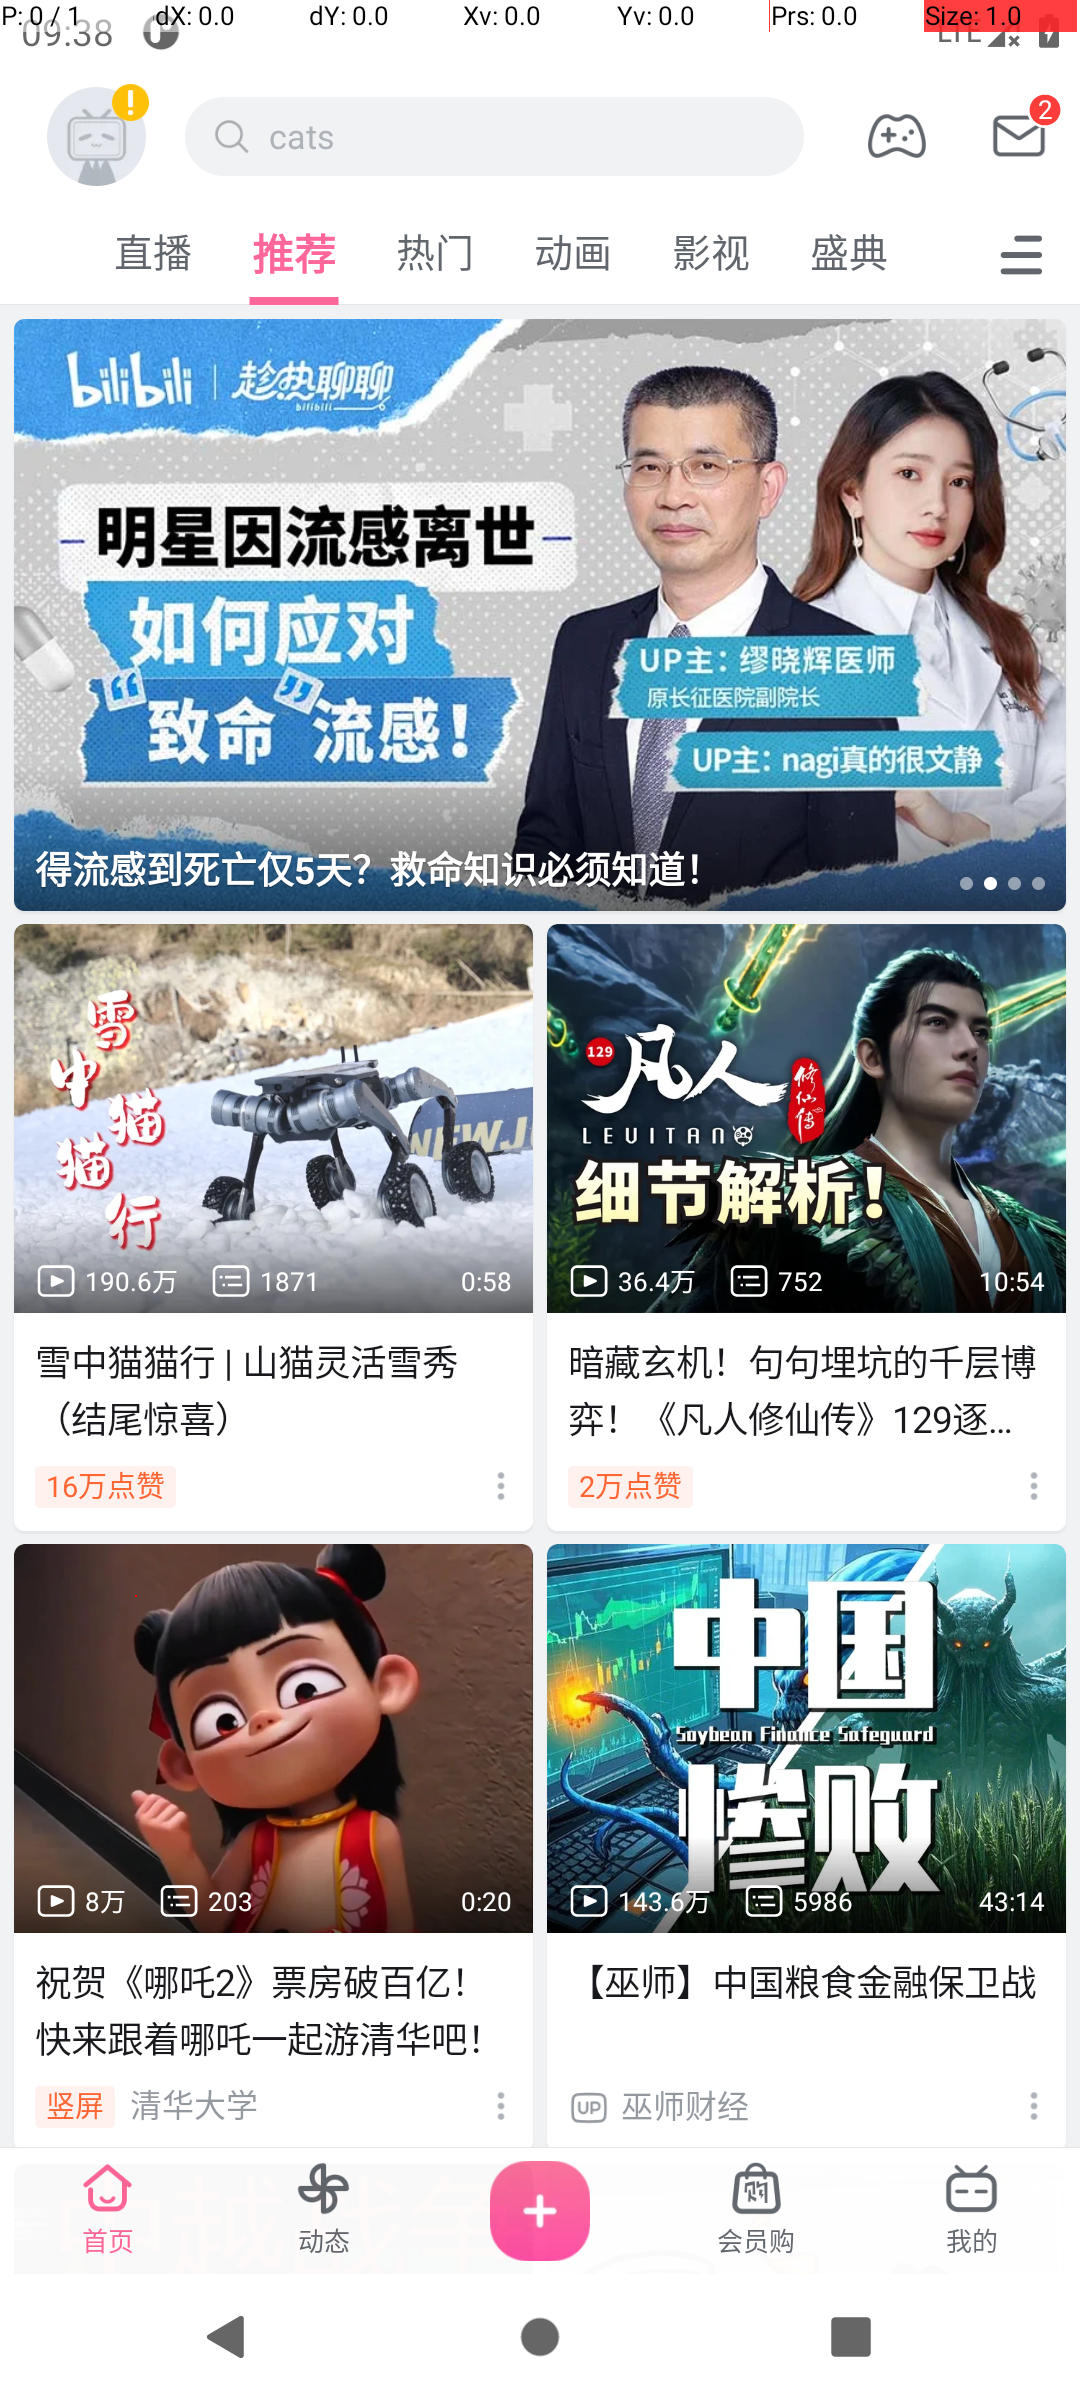 P: 0 / 1 dX: 0.0 dY: 0.0 Xv: 0.0 Yv: 0.0 Prs: 0.0 Size: 1.0
09:38 LTE
cats
2
直播 推荐 热门 动画 影视 盛典
bilibili 趁热聊聊
bilibili
明星因流感离世
如何应对
“致命”流感！
UP主：缪晓辉医师
原长征医院副院长
UP主：nagi真的很文静
得流感到死亡仅5天？救命知识必须知道！
雪中猫猫行
190.6万 1871 0:58
雪中猫猫行 | 山猫灵活雪秀
（结尾惊喜）
16万点赞
129 凡人修仙传
LEVITAN
细节解析！
36.4万 752 10:54
暗藏玄机！句句埋坑的千层博
弈！《凡人修仙传》129逐...
2万点赞
8万 203 0:20
祝贺《哪吒2》票房破百亿！
快来跟着哪吒一起游清华吧！
竖屏 清华大学
中国
Soybean Finance Safeguard
惨败
143.6万 5986 43:14
【巫师】中国粮食金融保卫战
UP 巫师财经
首页 动态 会员购 我的